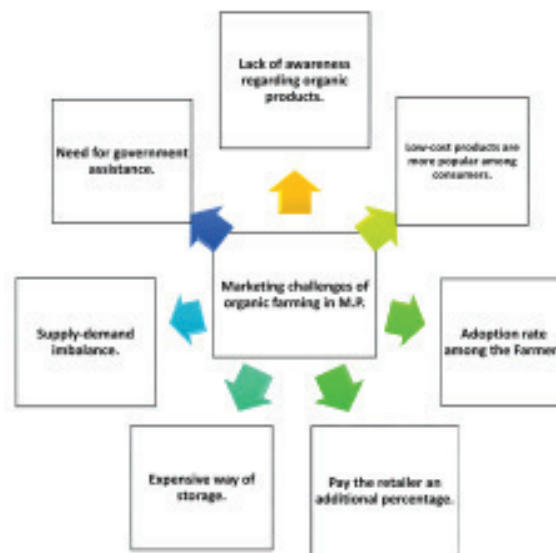 Lack of awareness
regarding organic
products.
Need for government
assistance.
Low-cost products are
more popular among
consumers.
Marketing challenges of
organic farming in M.P.
Supply-demand
imbalance.
Adoption rate
among the Farmer
Expensive way of
storage.
Pay the retailer an
additional percentage.